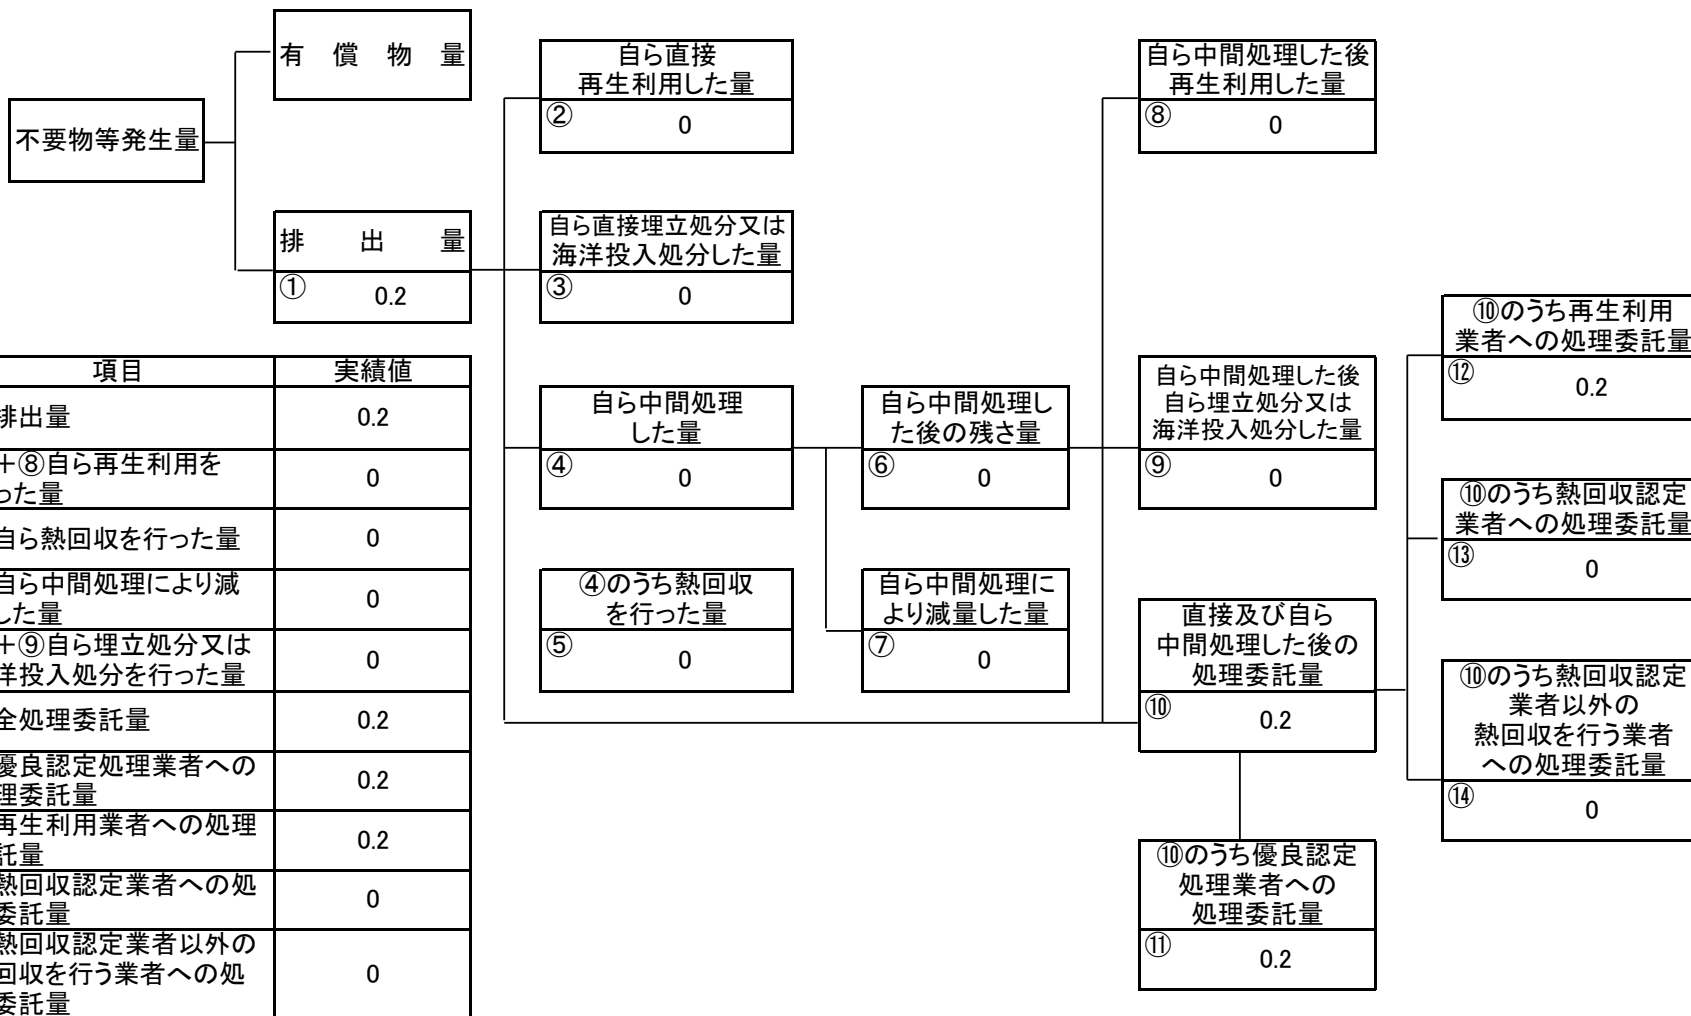 有償物量
不要物等発生量
排出量
① 0.2
自ら直接
再生利用した量
② 0
自ら直接埋立処分又は
海洋投入処分した量
③ 0
自ら中間処理
した量
④ 0
④のうち熱回収
を行った量
⑤ 0
自ら中間処理し
た後の残さ量
⑥ 0
自ら中間処理に
より減量した量
⑦ 0
自ら中間処理した後
再生利用した量
⑧ 0
自ら中間処理した後
自ら埋立処分又は
海洋投入処分した量
⑨ 0
直接及び自ら
中間処理した後の
処理委託量
⑩ 0.2
⑩のうち優良認定
処理業者への
処理委託量
⑪ 0.2
⑩のうち再生利用
業者への処理委託量
⑫ 0.2
⑩のうち熱回収認定
業者への処理委託量
⑬ 0
⑩のうち熱回収認定
業者以外の
熱回収を行う業者
への処理委託量
⑭ 0
項目 実績値
排出量 0.2
+⑧自ら再生利用を
った量 0
自ら熱回収を行った量 0
自ら中間処理により減
した量 0
+⑨自ら埋立処分又は
洋投入処分を行った量 0
全処理委託量 0.2
優良認定処理業者への
理委託量 0.2
再生利用業者への処理
託量 0.2
熱回収認定業者への処
委託量 0
熱回収認定業者以外の
回収を行う業者への処
委託量 0